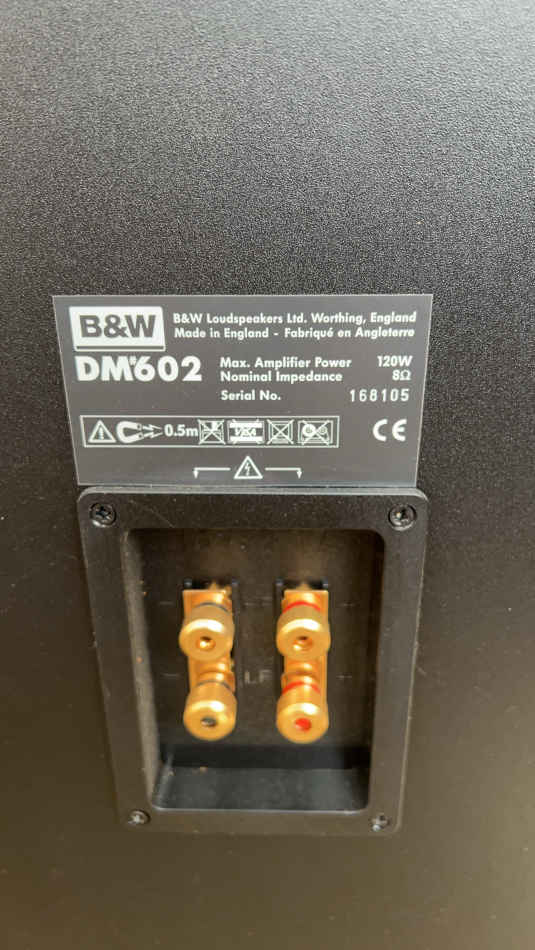 B&W
B&W Loudspeakers Ltd. Worthing, England
Made in England - Fabriqué en Angleterre
DM602
Max. Amplifier Power 120W
Nominal Impedance 8Ω
Serial No. 168105
0.5m
CE
LF